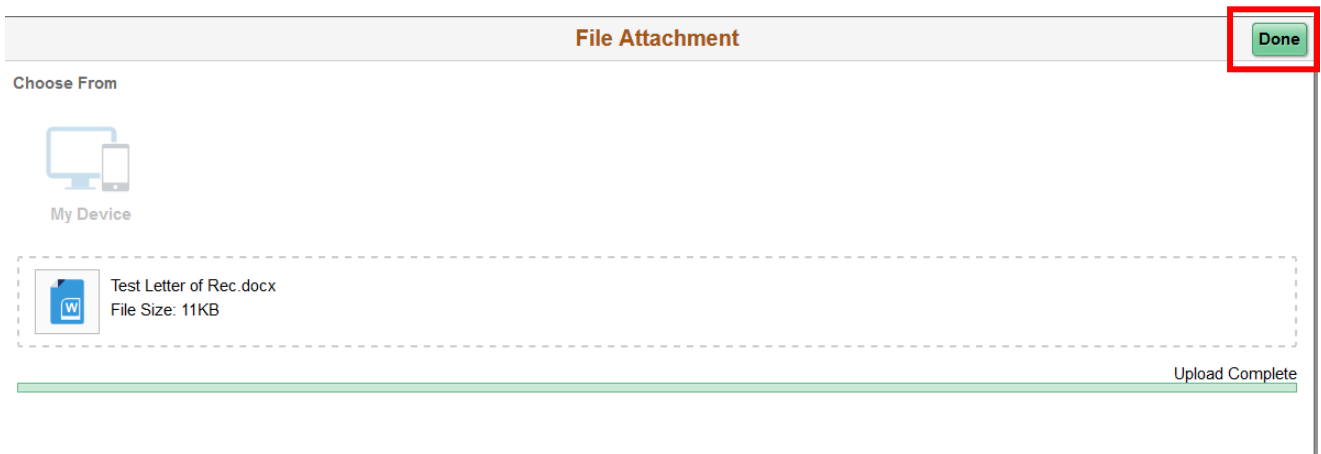 File Attachment
Done
Choose From
My Device
W
Test Letter of Rec.docx
File Size: 11KB
Upload Complete